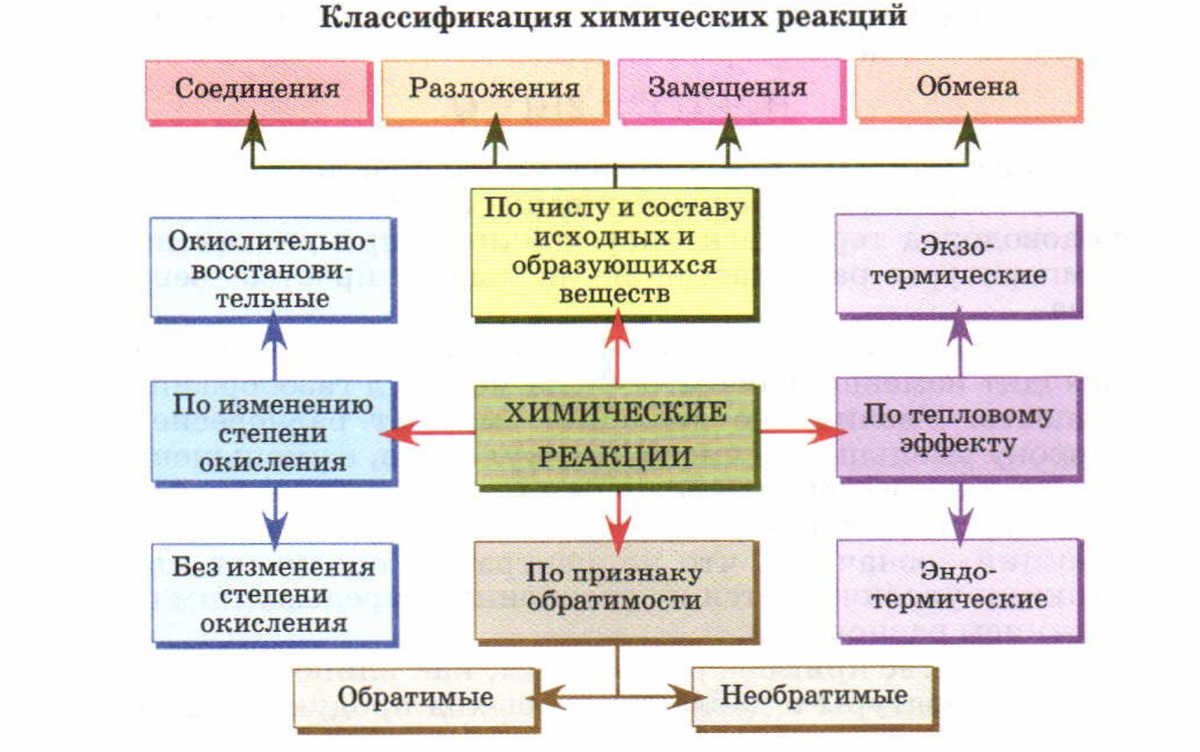 Классификация химических реакций
Соединения
Разложения
Замещения
Обмена
По числу и составу
исходных и
образующихся
веществ
Окислительно-
восстанови-
тельные
Экзо-
термические
По изменению
степени
окисления
ХИМИЧЕСКИЕ
РЕАКЦИИ
По тепловому
эффекту
Без изменения
степени
окисления
По признаку
обратимости
Эндо-
термические
Обратимые
Необратимые